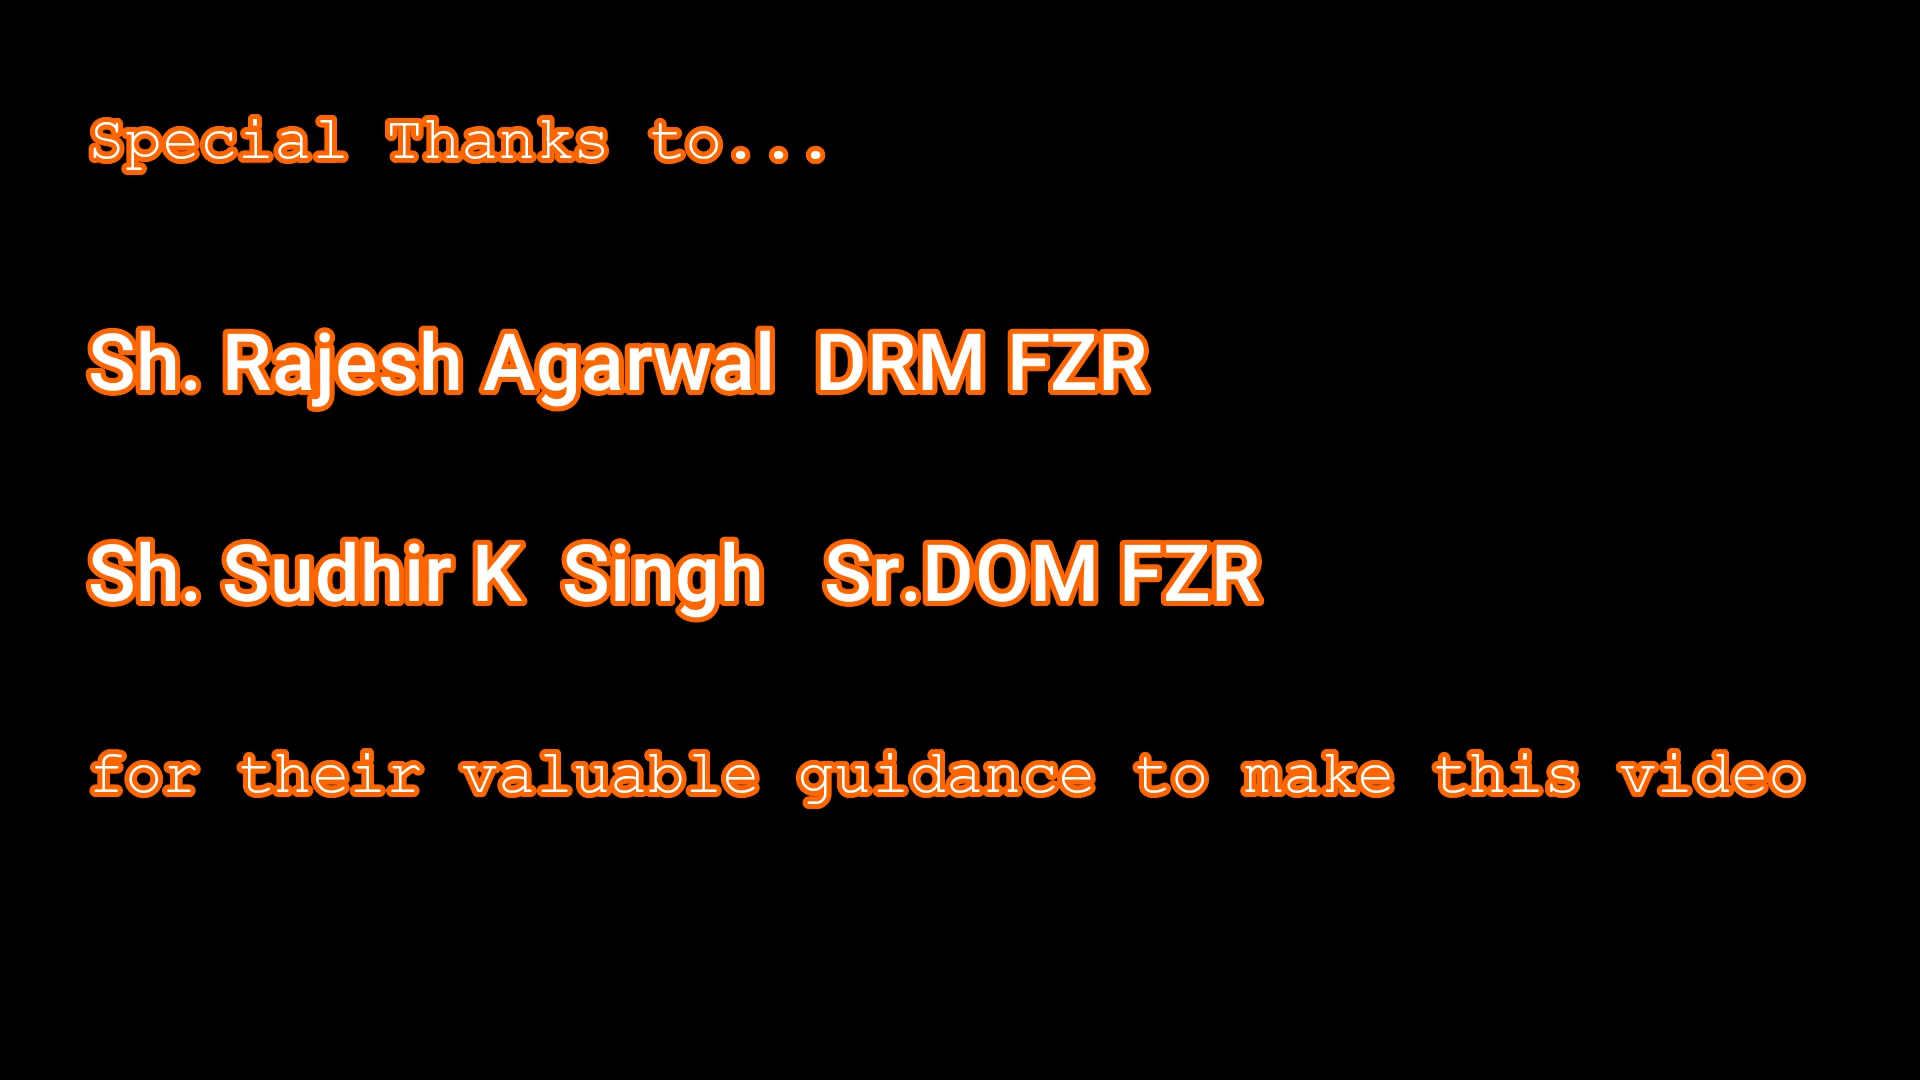 Special Thanks to...
Sh. Rajesh Agarwal  DRM FZR
Sh. Sudhir K  Singh   Sr.DOM FZR
for their valuable guidance to make this video